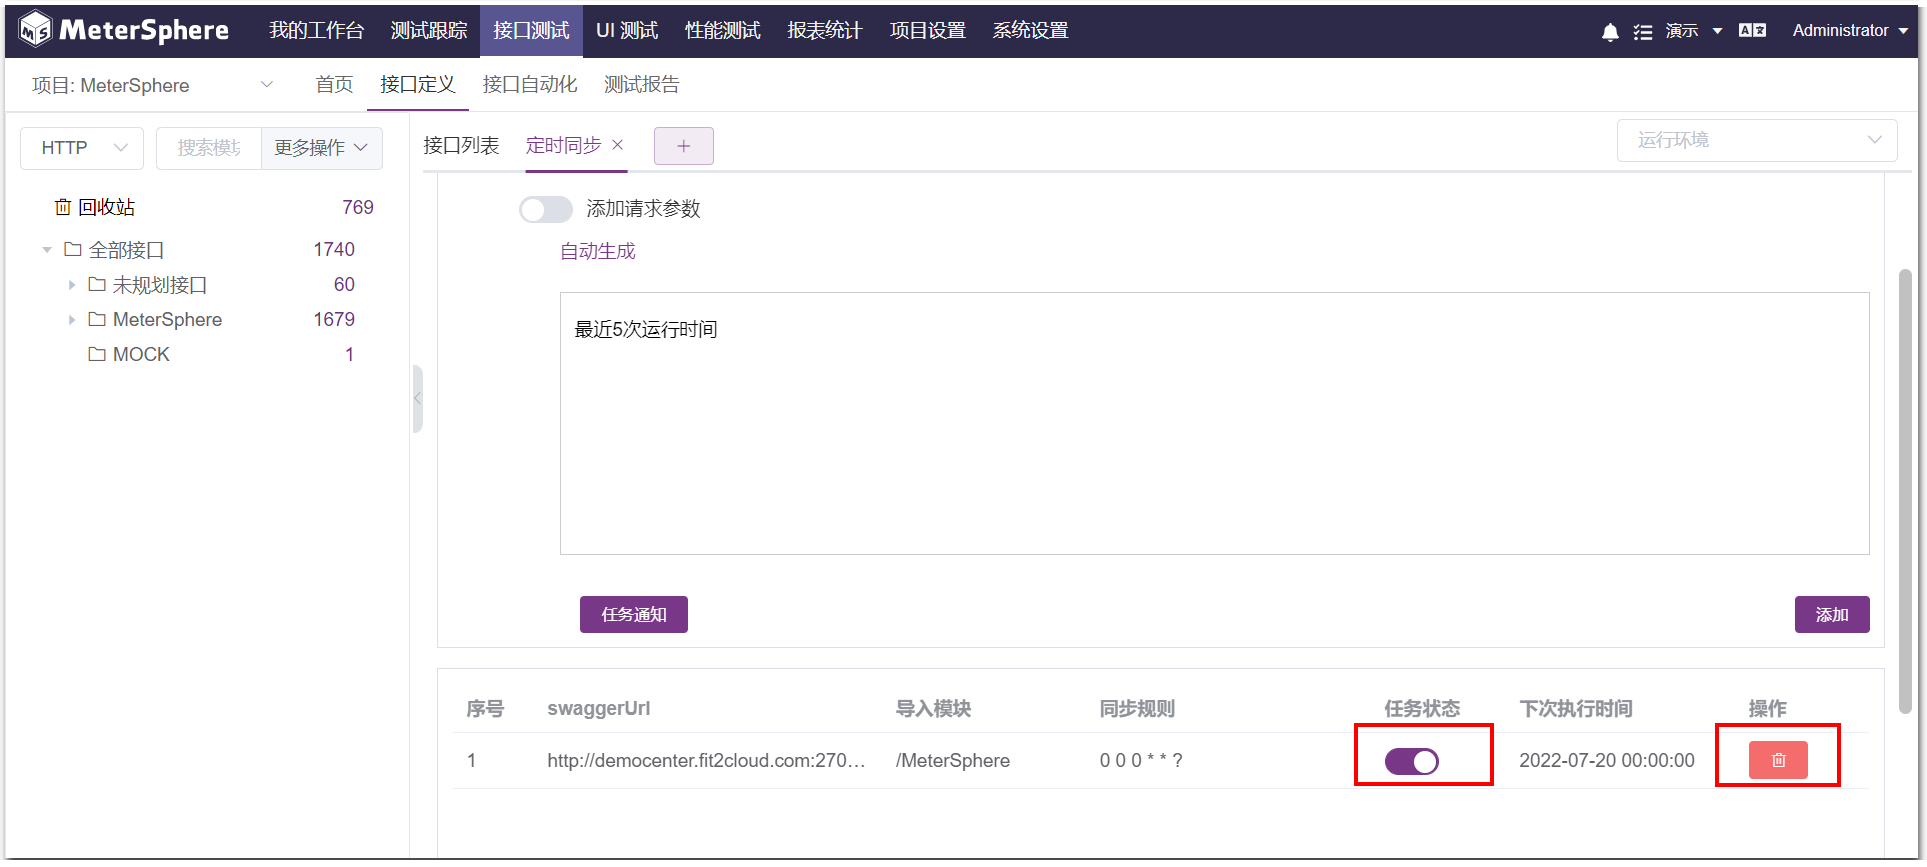 MeterSphere 我的工作台 测试跟踪 接口测试 UI 测试 性能测试 报表统计 项目设置 系统设置 演示 Administrator
项目: MeterSphere 首页 接口定义 接口自动化 测试报告
HTTP 搜索模块 更多操作 接口列表 定时同步 运行环境
回收站 769
添加请求参数
全部接口 1740
自动生成
未规划接口 60
MeterSphere 1679
最近5次运行时间
MOCK 1
任务通知 添加
序号 swaggerUrl 导入模块 同步规则 任务状态 下次执行时间 操作
1 http://democenter.fit2cloud.com:270... /MeterSphere 0 0 0 * * ? 2022-07-20 00:00:00